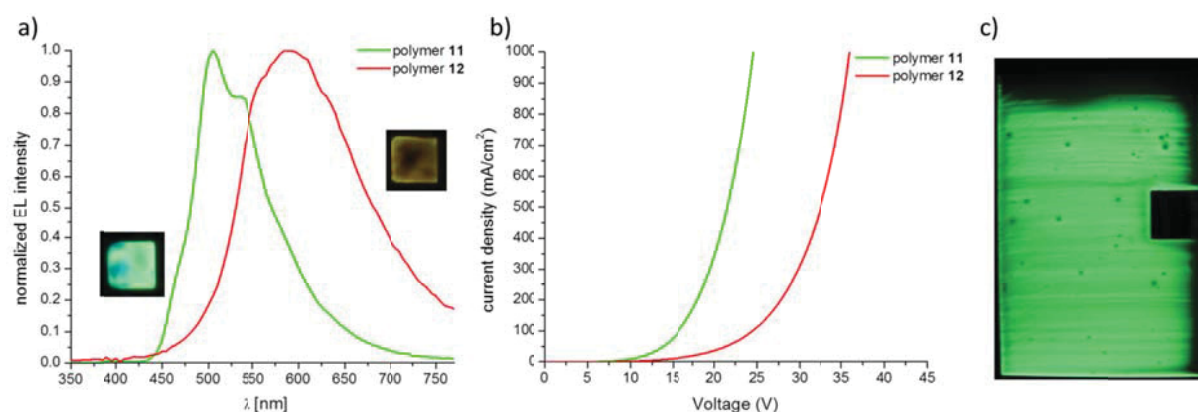 a)
polymer 11
polymer 12
normalized EL intensity
1.0
0.9
0.8
0.7
0.6
0.5
0.4
0.3
0.2
0.1
0.0
350 400 450 500 550 600 650 700 750
λ [nm]
b)
polymer 11
polymer 12
current density (mA/cm²)
1000
900
800
700
600
500
400
300
200
100
0
0 5 10 15 20 25 30 35 40 45
Voltage (V)
c)